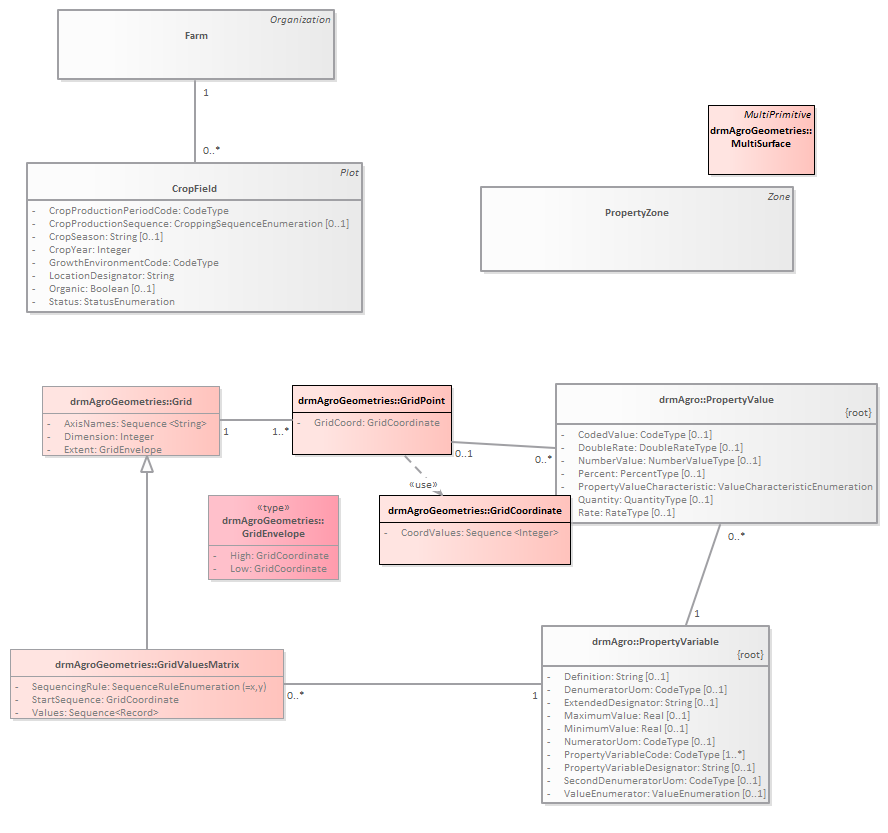 Organization
Farm
1
0..*
MultiPrimitive
drmAgroGeometries::
MultiSurface
Plot
CropField
- CropProductionPeriodCode: CodeType
- CropProductionSequence: CroppingSequenceEnumeration [0..1]
- CropSeason: String [0..1]
- CropYear: Integer
- GrowthEnvironmentCode: CodeType
- LocationDesignator: String
- Organic: Boolean [0..1]
- Status: StatusEnumeration
Zone
PropertyZone
drmAgroGeometries::Grid
- AxisNames: Sequence <String>
- Dimension: Integer
- Extent: GridEnvelope
1
1..*
drmAgroGeometries::GridPoint
- GridCoord: GridCoordinate
0..1
0..*
drmAgro::PropertyValue
{root}
- CodedValue: CodeType [0..1]
- DoubleRate: DoubleRateType [0..1]
- NumberValue: NumberValueType [0..1]
- Percent: PercentType [0..1]
- PropertyValueCharacteristic: ValueCharacteristicEnumeration
Quantity: QuantityType [0..1]
Rate: RateType [0..1]
«use»
«type»
drmAgroGeometries::
GridEnvelope
- High: GridCoordinate
- Low: GridCoordinate
drmAgroGeometries::GridCoordinate
- CoordValues: Sequence <Integer>
0..*
1
drmAgroGeometries::GridValuesMatrix
- SequencingRule: SequenceRuleEnumeration (=x,y)
- StartSequence: GridCoordinate
- Values: Sequence<Record>
0..*
1
drmAgro::PropertyVariable
{root}
- Definition: String [0..1]
- DenumeratorUom: CodeType [0..1]
- ExtendedDesignator: String [0..1]
- MaximumValue: Real [0..1]
- MinimumValue: Real [0..1]
- NumeratorUom: CodeType [0..1]
- PropertyVariableCode: CodeType [1..*]
- PropertyVariableDesignator: String [0..1]
- SecondDenumeratorUom: CodeType [0..1]
- ValueEnumerator: ValueEnumeration [0..1]